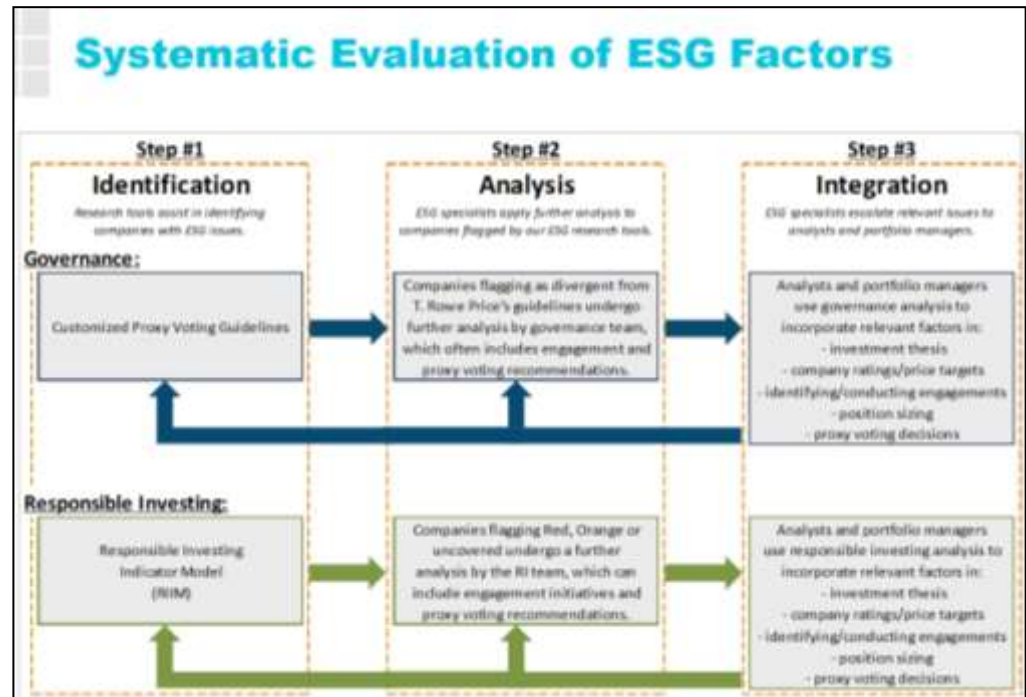 Systematic Evaluation of ESG Factors
Step #1
Identification
Research tools assist in identifying
companies with ESG issues.
Step #2
Analysis
ESG specialists apply further analysis to
companies flagged by our ESG research tools.
Step #3
Integration
ESG specialists escalate relevant issues to
analysts and portfolio managers.
Governance:
Customized Proxy Voting Guidelines
Companies flagging as divergent from
T. Rowe Price's guidelines undergo
further analysis by governance team,
which often includes engagement and
proxy voting recommendations.
Analysts and portfolio managers
use governance analysis to
incorporate relevant factors in:
- investment thesis
- company ratings/price targets
- identifying/conducting engagements
- position sizing
- proxy voting decisions
Responsible Investing:
Responsible Investing
Indicator Model
(RIIM)
Companies flagging Red, Orange or
uncovered undergo a further
analysis by the RI team, which can
include engagement initiatives and
proxy voting recommendations.
Analysts and portfolio managers
use responsible investing analysis to
incorporate relevant factors in:
- investment thesis
- company ratings/price targets
- identifying/conducting engagements
- position sizing
- proxy voting decisions